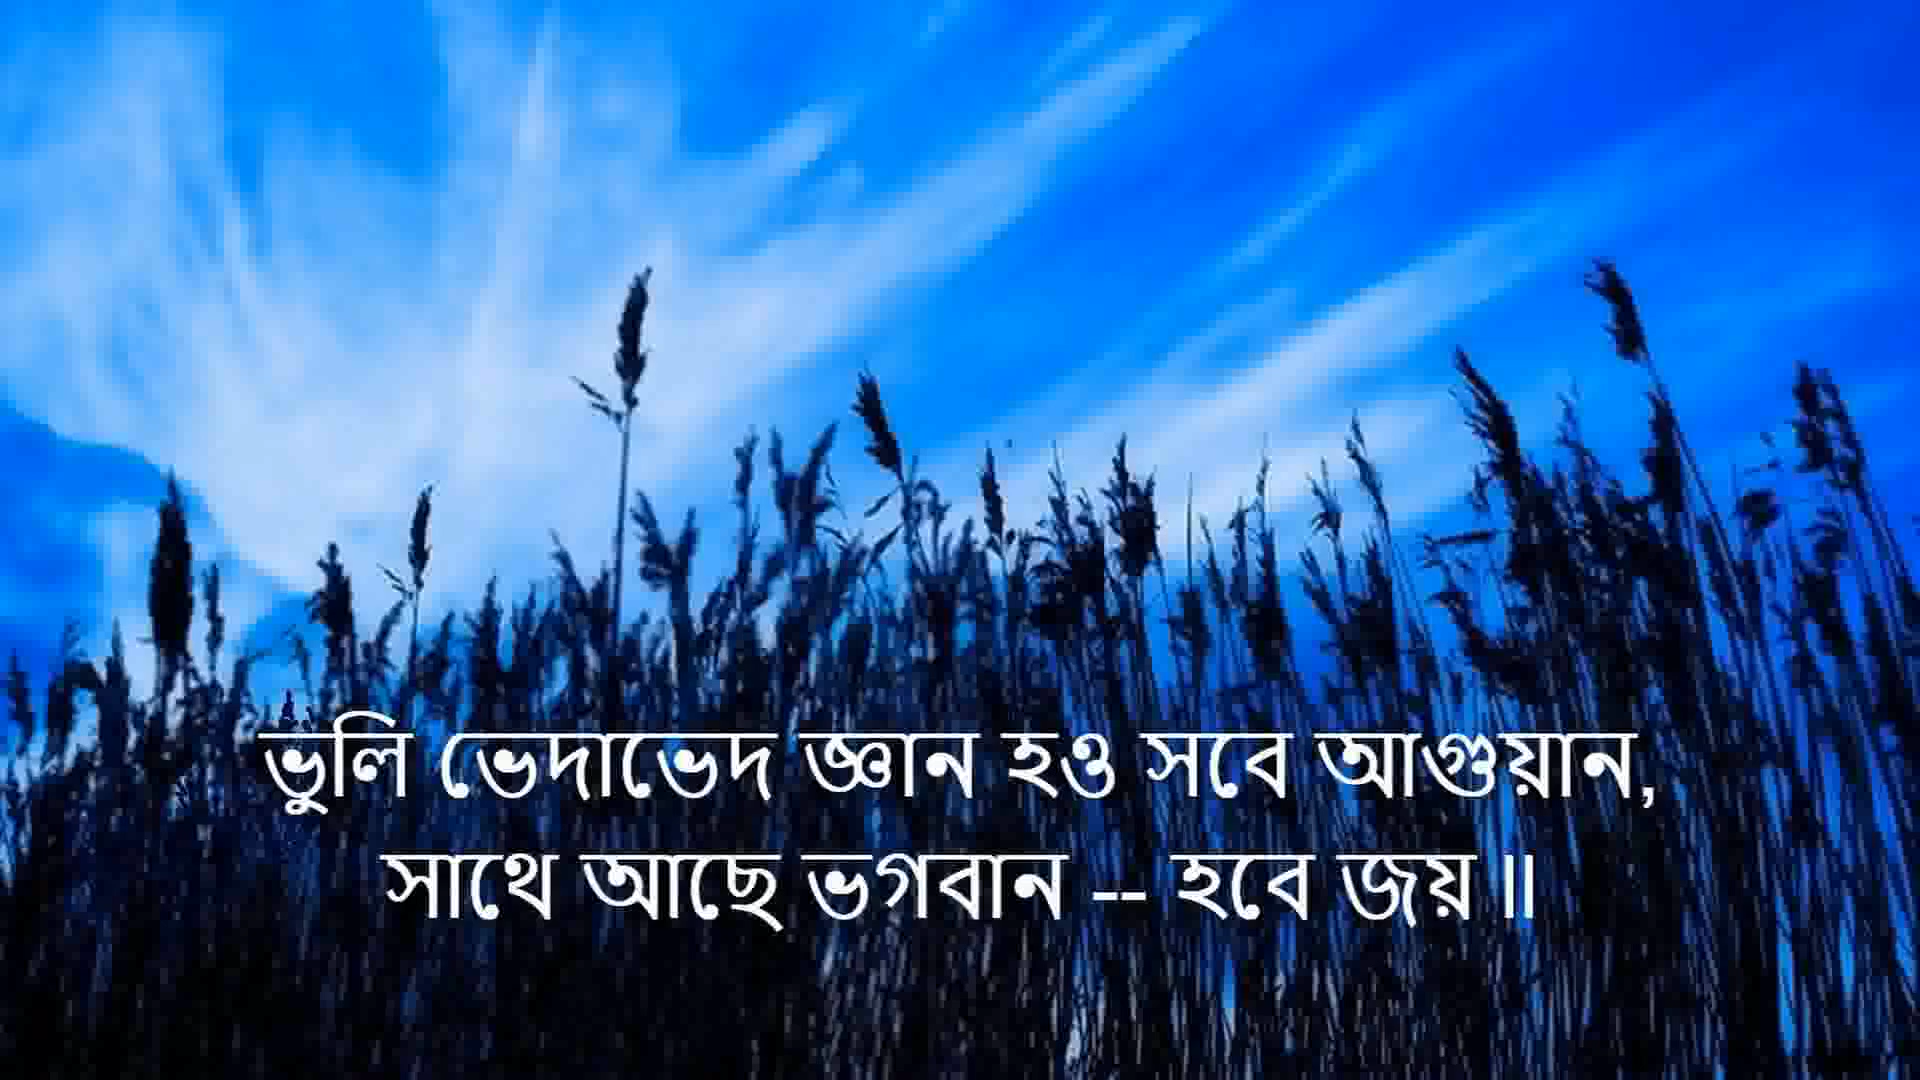 ভুলি ভেদাভেদ জ্ঞান হও সবে আগুয়ান,
সাথে আছে ভগবান -- হবে জয়॥